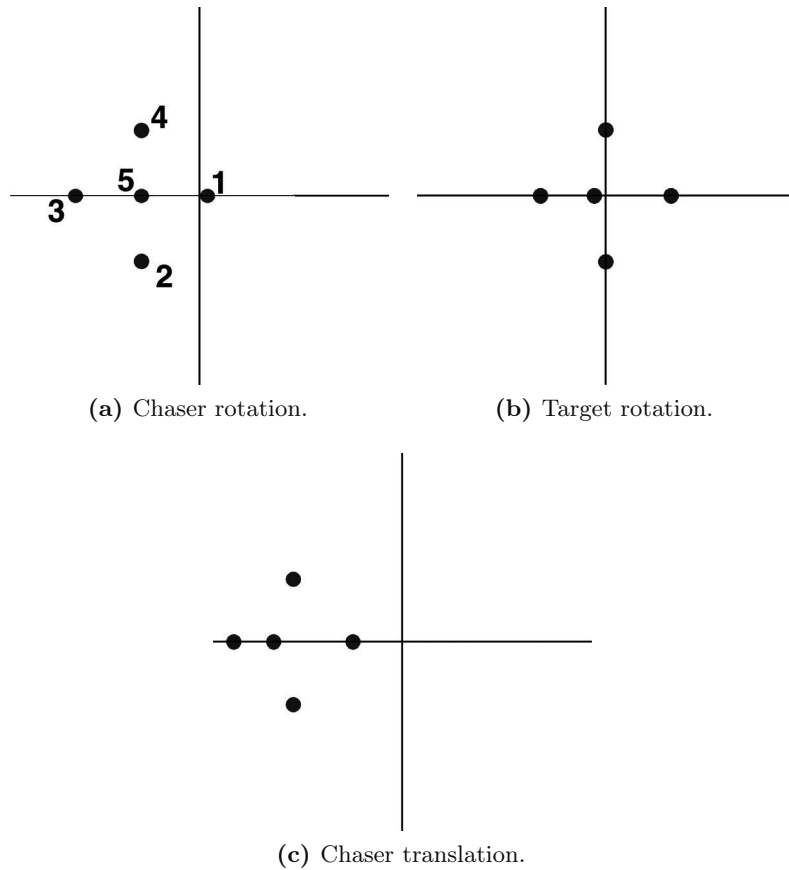 4
5
1
3
2
(a) Chaser rotation.
(b) Target rotation.
(c) Chaser translation.